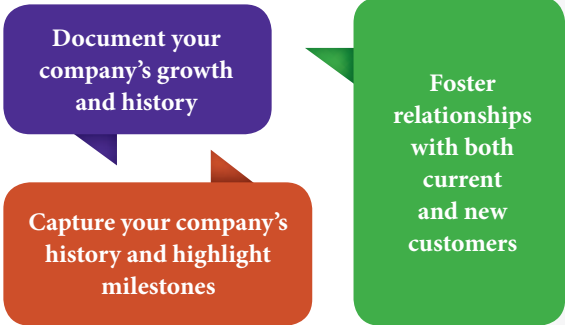 Document your
company’s growth
and history
Capture your company’s
history and highlight
milestones
Foster
relationships
with both
current
and new
customers